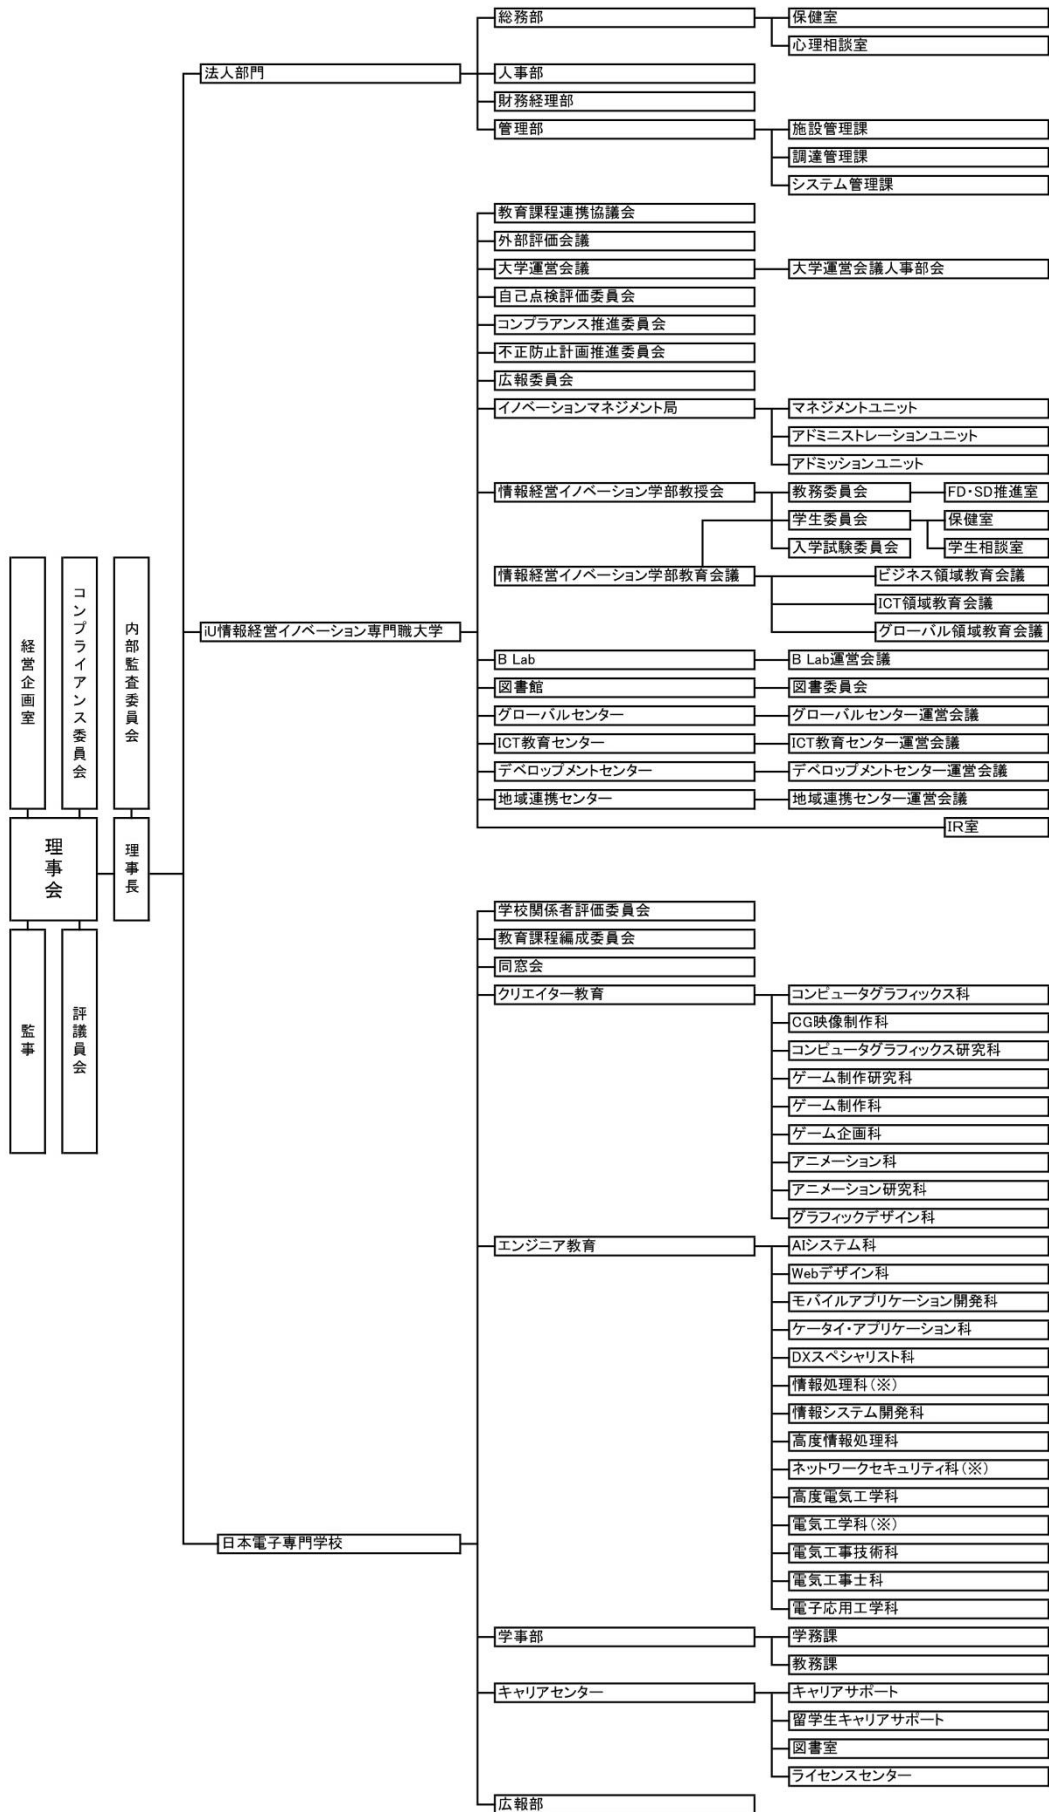 総務部
保健室
心理相談室
法人部門
人事部
財務経理部
管理部
施設管理課
調達管理課
システム管理課
教育課程連携協議会
外部評価会議
大学運営会議
大学運営会議人事部会
自己点検評価委員会
コンプラアンス推進委員会
不正防止計画推進委員会
広報委員会
イノベーションマネジメント局
マネジメントユニット
アドミニストレーションユニット
アドミッションユニット
情報経営イノベーション学部教授会
教務委員会
FD・SD推進室
学生委員会
保健室
入学試験委員会
学生相談室
情報経営イノベーション学部教育会議
ビジネス領域教育会議
ICT領域教育会議
グローバル領域教育会議
経営企画室
コンプライアンス委員会
内部監査委員会
iU情報経営イノベーション専門職大学
B Lab
B Lab運営会議
図書館
図書委員会
グローバルセンター
グローバルセンター運営会議
ICT教育センター
ICT教育センター運営会議
デベロップメントセンター
デベロップメントセンター運営会議
地域連携センター
地域連携センター運営会議
IR室
理事会
理事長
監事
評議員会
学校関係者評価委員会
教育課程編成委員会
同窓会
クリエイター教育
コンピュータグラフィックス科
CG映像制作科
コンピュータグラフィックス研究科
ゲーム制作研究科
ゲーム制作科
ゲーム企画科
アニメーション科
アニメーション研究科
グラフィックデザイン科
エンジニア教育
AIシステム科
Webデザイン科
モバイルアプリケーション開発科
ケータイ・アプリケーション科
DXスペシャリスト科
情報処理科(※)
情報システム開発科
高度情報処理科
ネットワークセキュリティ科(※)
高度電気工学科
電気工学科(※)
日本電子専門学校
電気工事技術科
電気工事士科
電子応用工学科
学事部
学務課
教務課
キャリアセンター
キャリアサポート
留学生キャリアサポート
図書室
ライセンスセンター
広報部